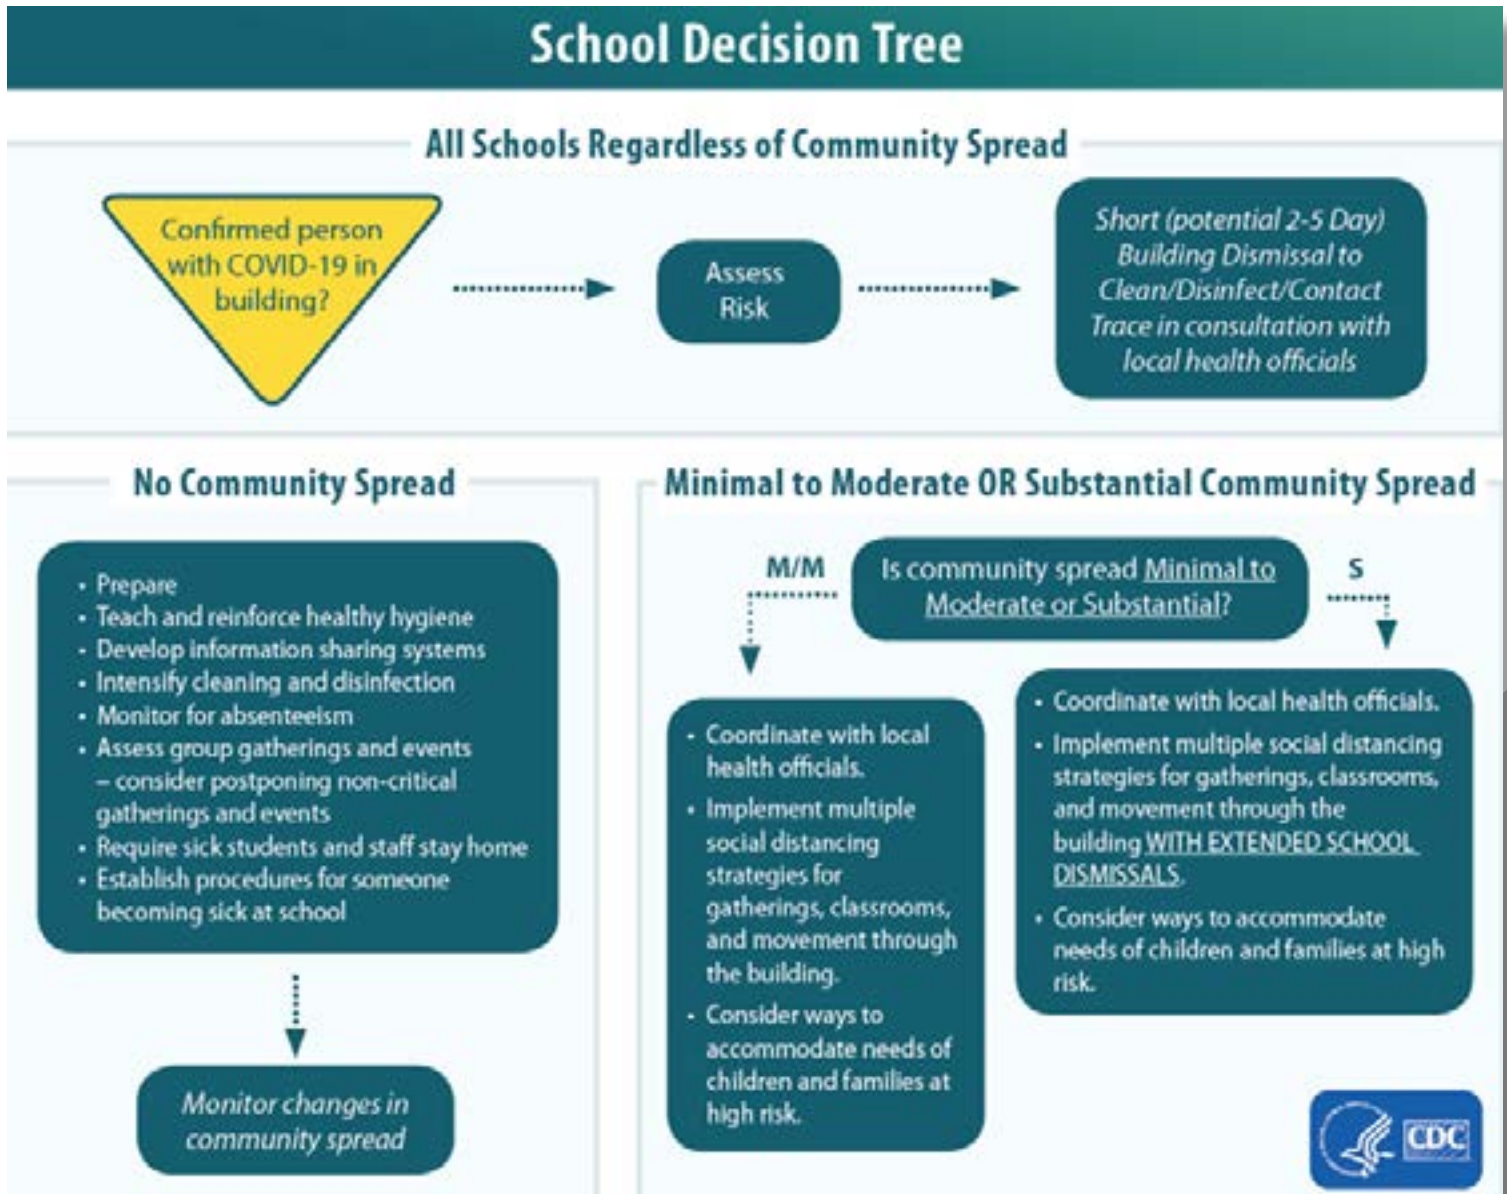 School Decision Tree
All Schools Regardless of Community Spread
Confirmed person
with COVID-19 in
building?
Assess
Risk
Short (potential 2-5 Day)
Building Dismissal to
Clean/Disinfect/Contact
Trace in consultation with
local health officials
No Community Spread
• Prepare
• Teach and reinforce healthy hygiene
• Develop information sharing systems
• Intensify cleaning and disinfection
• Monitor for absenteeism
• Assess group gatherings and events
– consider postponing non-critical
gatherings and events
• Require sick students and staff stay home
• Establish procedures for someone
becoming sick at school
Monitor changes in
community spread
Minimal to Moderate OR Substantial Community Spread
M/M
Is community spread Minimal to
Moderate or Substantial?
S
• Coordinate with local
health officials.
• Implement multiple
social distancing
strategies for
gatherings, classrooms,
and movement through
the building.
• Consider ways to
accommodate needs of
children and families at
high risk.
• Coordinate with local health officials.
• Implement multiple social distancing
strategies for gatherings, classrooms,
and movement through the
building WITH EXTENDED SCHOOL
DISMISSALS.
• Consider ways to accommodate
needs of children and families at high
risk.
CDC